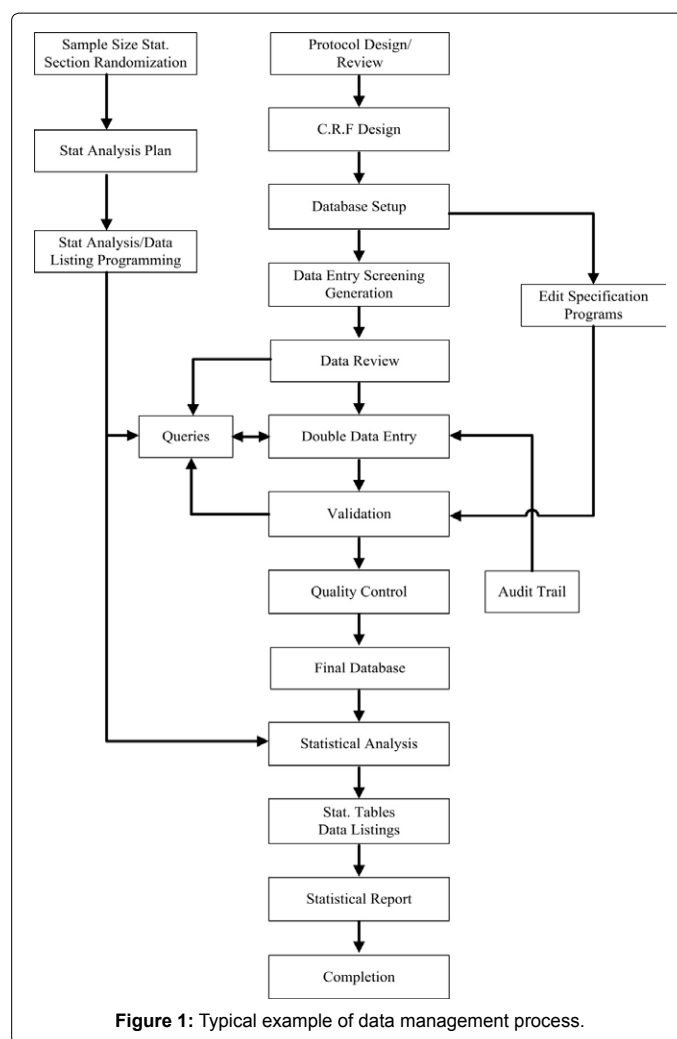 Sample Size Stat.
Section Randomization
Protocol Design/
Review
C.R.F Design
Stat Analysis Plan
Database Setup
Stat Analysis/Data
Listing Programming
Data Entry Screening
Generation
Edit Specification
Programs
Data Review
Queries
Double Data Entry
Validation
Quality Control
Audit Trail
Final Database
Statistical Analysis
Stat. Tables
Data Listings
Statistical Report
Completion
Figure 1: Typical example of data management process.